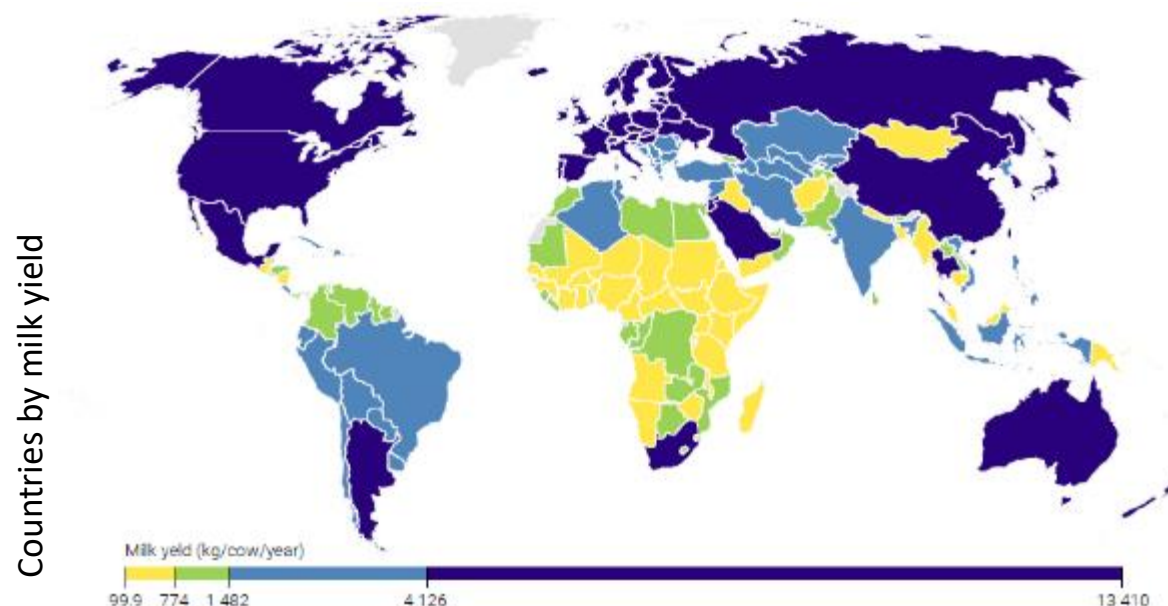 Countries by milk yield
Milk yeld (kg/cow/year)
99.9 774 1 482 4 126 13 410